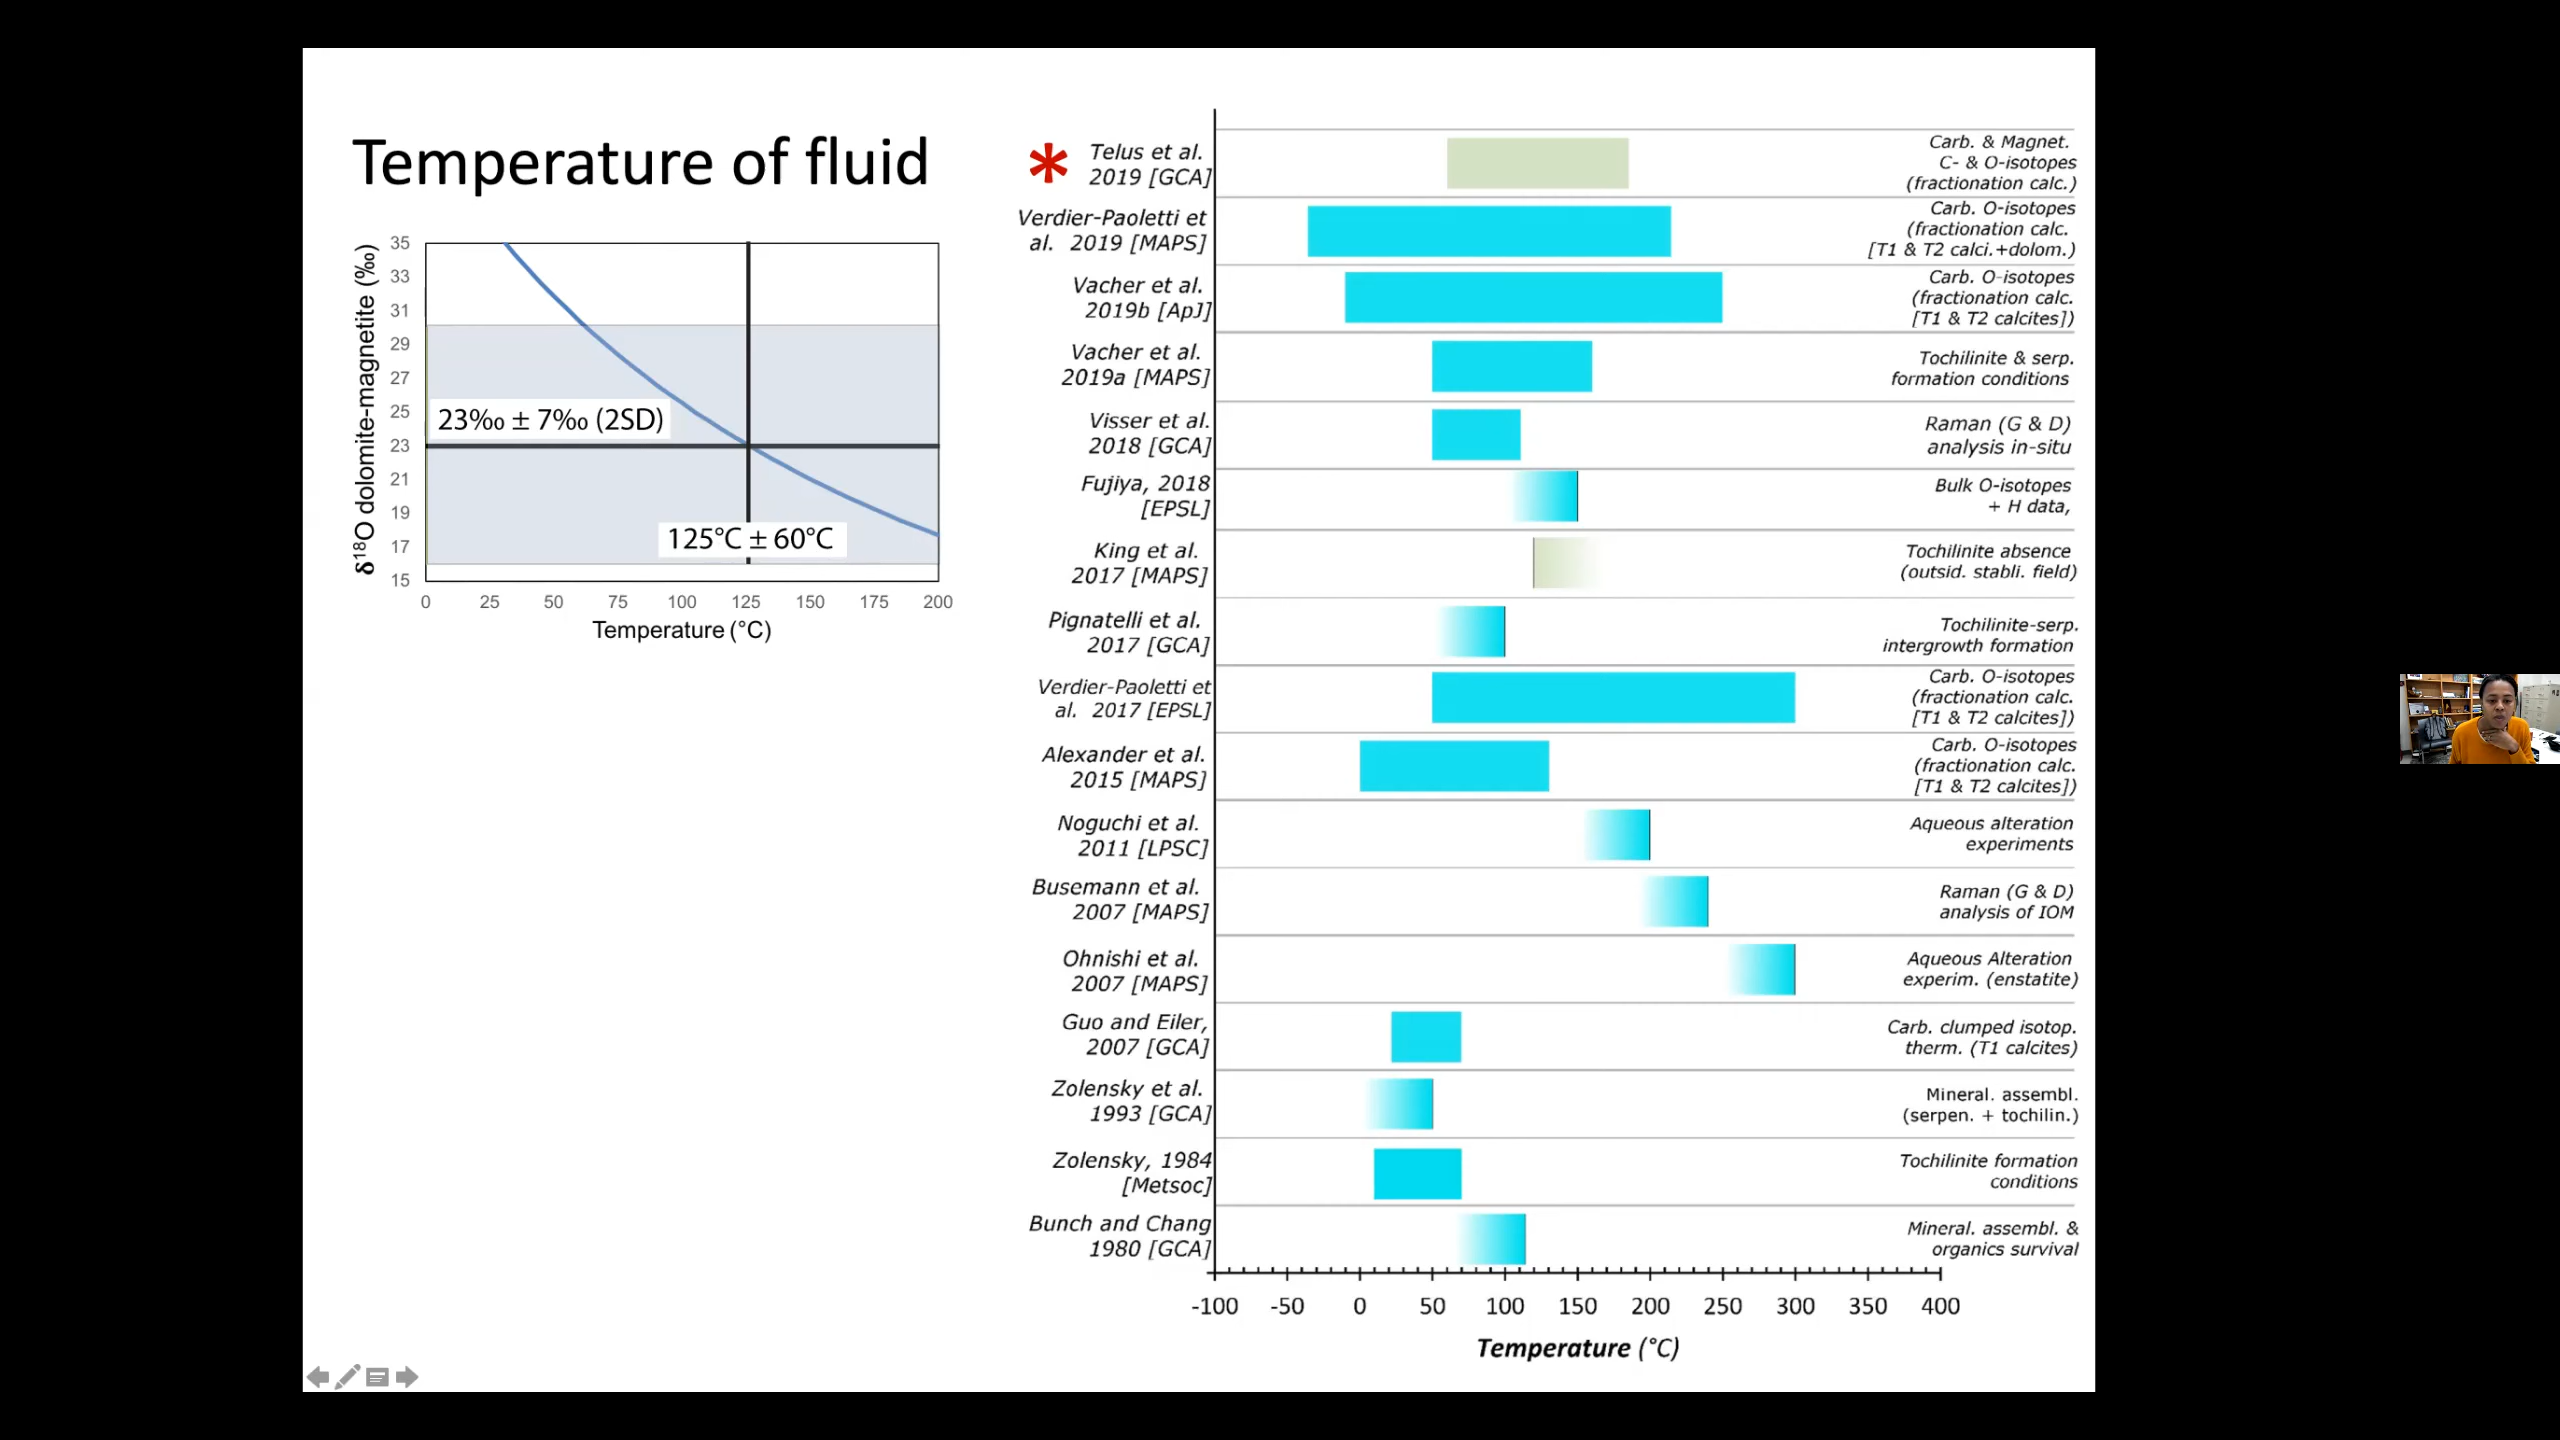 Temperature of fluid
δ¹⁸O dolomite-magnetite (‰)
35
33
31
29
27
25
23
21
19
17
15
23‰ ± 7‰ (2SD)
125°C ± 60°C
0 25 50 75 100 125 150 175 200
Temperature (°C)
* Telus et al.
2019 [GCA]
Carb. & Magnet.
C- & O-isotopes
(fractionation calc.)
Verdier-Paoletti et
al. 2019 [MAPS]
Carb. O-isotopes
(fractionation calc.
[T1 & T2 calci.+dolom.)
Vacher et al.
2019b [ApJ]
Carb. O-isotopes
(fractionation calc.
[T1 & T2 calcites])
Vacher et al.
2019a [MAPS]
Tochilinite & serp.
formation conditions
Visser et al.
2018 [GCA]
Raman (G & D)
analysis in-situ
Fujiya, 2018
[EPSL]
Bulk O-isotopes
+ H data,
King et al.
2017 [MAPS]
Tochilinite absence
(outsid. stabli. field)
Pignatelli et al.
2017 [GCA]
Tochilinite-serp.
intergrowth formation
Verdier-Paoletti et
al. 2017 [EPSL]
Carb. O-isotopes
(fractionation calc.
[T1 & T2 calcites])
Alexander et al.
2015 [MAPS]
Carb. O-isotopes
(fractionation calc.
[T1 & T2 calcites])
Noguchi et al.
2011 [LPSC]
Aqueous alteration
experiments
Busemann et al.
2007 [MAPS]
Raman (G & D)
analysis of IOM
Ohnishi et al.
2007 [MAPS]
Aqueous Alteration
experim. (enstatite)
Guo and Eiler,
2007 [GCA]
Carb. clumped isotop.
therm. (T1 calcites)
Zolensky et al.
1993 [GCA]
Mineral. assembl.
(serpen. + tochilin.)
Zolensky, 1984
[Metsoc]
Tochilinite formation
conditions
Bunch and Chang
1980 [GCA]
Mineral. assembl. &
organics survival
-100 -50 0 50 100 150 200 250 300 350 400
Temperature (°C)